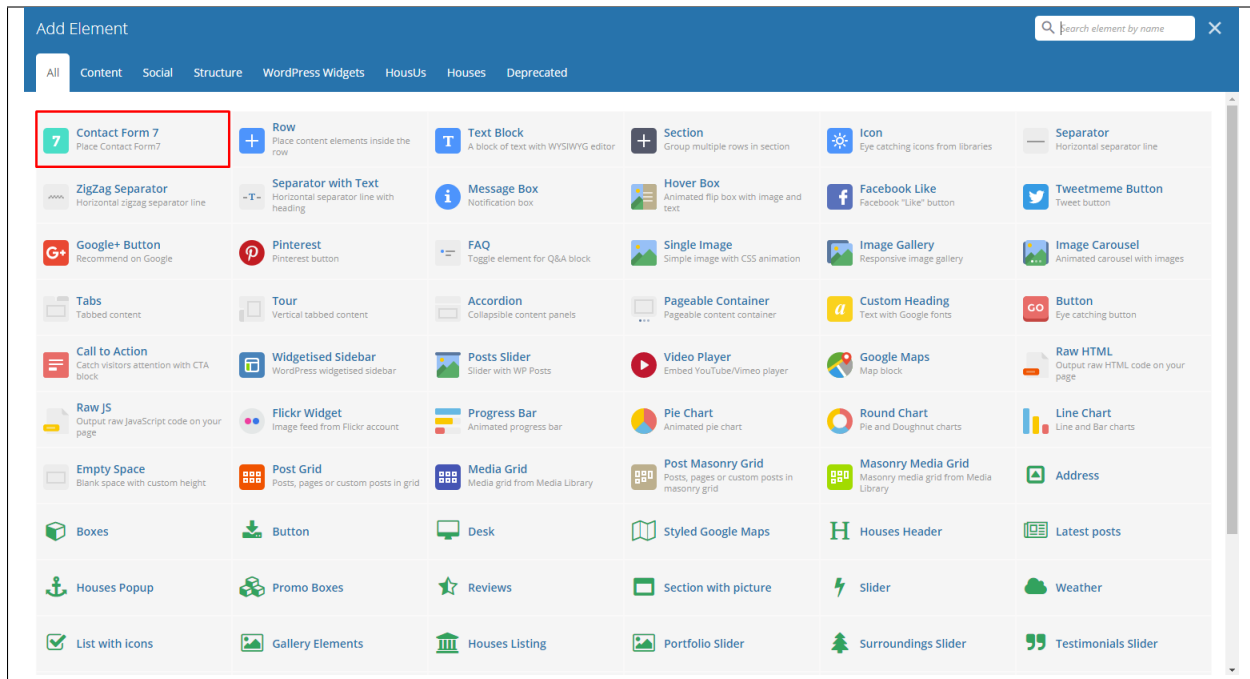 Add Element
Search element by name
All Content Social Structure WordPress Widgets HousUs Houses Deprecated
7
Contact Form 7
Place Contact Form7
Row
Place content elements inside the
row
T
Text Block
A block of text with WYSIWYG editor
Section
Group multiple rows in section
Icon
Eye catching icons from libraries
Separator
Horizontal separator line
ZigZag Separator
Horizontal zigzag separator line
-T-
Separator with Text
Horizontal separator line with
heading
i
Message Box
Notification box
Hover Box
Animated flip box with image and
text
f
Facebook Like
Facebook "Like" button
Tweetmeme Button
Tweet button
G+
Google+ Button
Recommend on Google
Pinterest
Pinterest button
FAQ
Toggle element for Q&A block
Single Image
Simple image with CSS animation
Image Gallery
Responsive image gallery
Image Carousel
Animated carousel with images
Tabs
Tabbed content
Tour
Vertical tabbed content
Accordion
Collapsible content panels
Pageable Container
Pageable content container
a
Custom Heading
Text with Google fonts
GO
Button
Eye catching button
Call to Action
Catch visitors attention with CTA
block
Widgetised Sidebar
WordPress widgetised sidebar
Posts Slider
Slider with WP Posts
Video Player
Embed YouTube/Vimeo player
Google Maps
Map block
Raw HTML
Output raw HTML code on your
page
Raw JS
Output raw JavaScript code on your
page
Flickr Widget
Image feed from Flickr account
Progress Bar
Animated progress bar
Pie Chart
Animated pie chart
Round Chart
Pie and Doughnut charts
Line Chart
Line and Bar charts
Empty Space
Blank space with custom height
Post Grid
Posts, pages or custom posts in grid
Media Grid
Media grid from Media Library
Post Masonry Grid
Posts, pages or custom posts in
masonry grid
Masonry Media Grid
Masonry media grid from Media
Library
Address
Boxes
Button
Desk
Styled Google Maps
H
Houses Header
Latest posts
Houses Popup
Promo Boxes
Reviews
Section with picture
Slider
Weather
List with icons
Gallery Elements
Houses Listing
Portfolio Slider
Surroundings Slider
Testimonials Slider